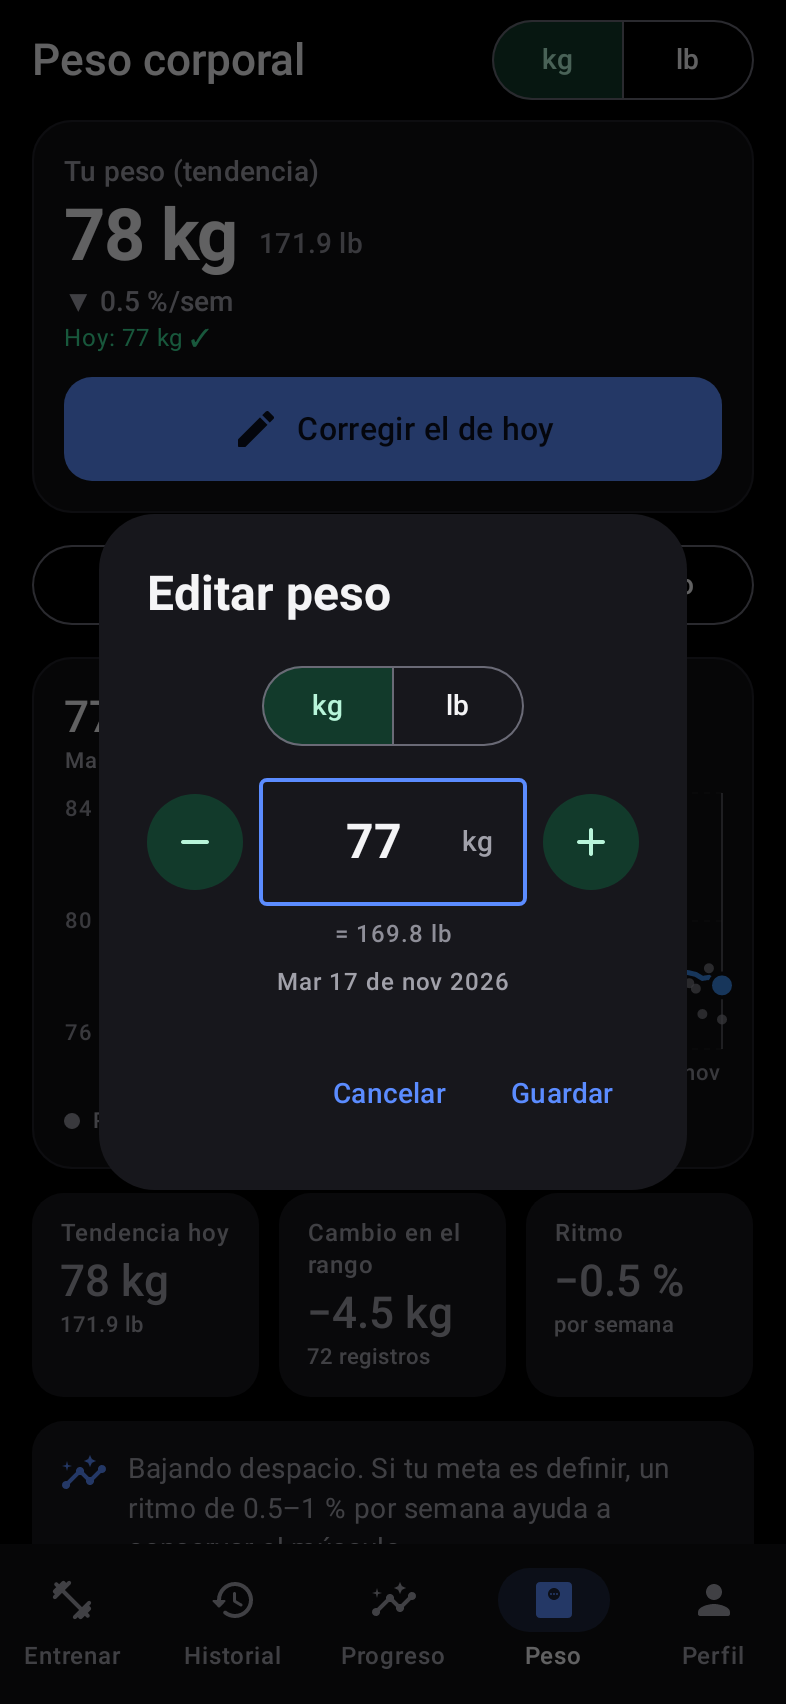 Peso corporal
kg
lb
Tu peso (tendencia)
78 kg 171.9 lb
▼ 0.5 %/sem
Hoy: 77 kg ✓
Corregir el de hoy
Editar peso
kg
lb
77 kg
= 169.8 lb
Mar 17 de nov 2026
Cancelar
Guardar
84
80
76
nov
Tendencia hoy
78 kg
171.9 lb
Cambio en el
rango
−4.5 kg
72 registros
Ritmo
−0.5 %
por semana
Bajando despacio. Si tu meta es definir, un
ritmo de 0.5–1 % por semana ayuda a
Entrenar
Historial
Progreso
Peso
Perfil